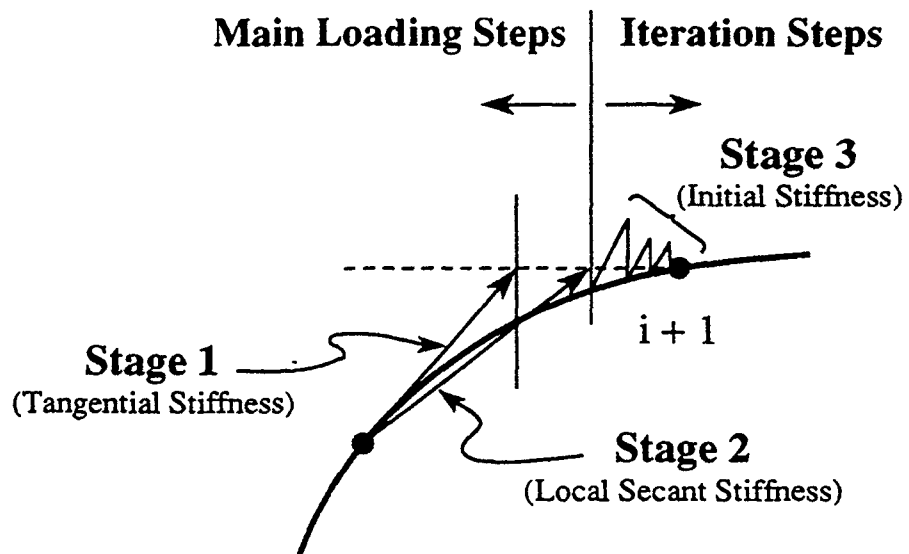 Main Loading Steps
Iteration Steps
Stage 3
(Initial Stiffness)
i + 1
Stage 1
(Tangential Stiffness)
Stage 2
(Local Secant Stiffness)